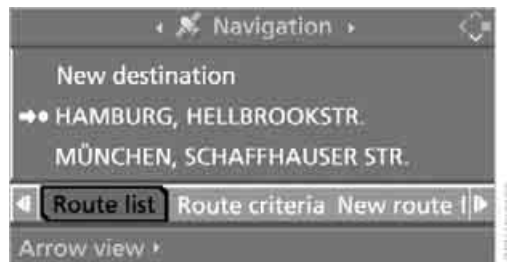 Navigation
New destination
HAMBURG, HELLBROOKSTR.
MÜNCHEN, SCHAFFHAUSER STR.
Route list Route criteria New route
Arrow view